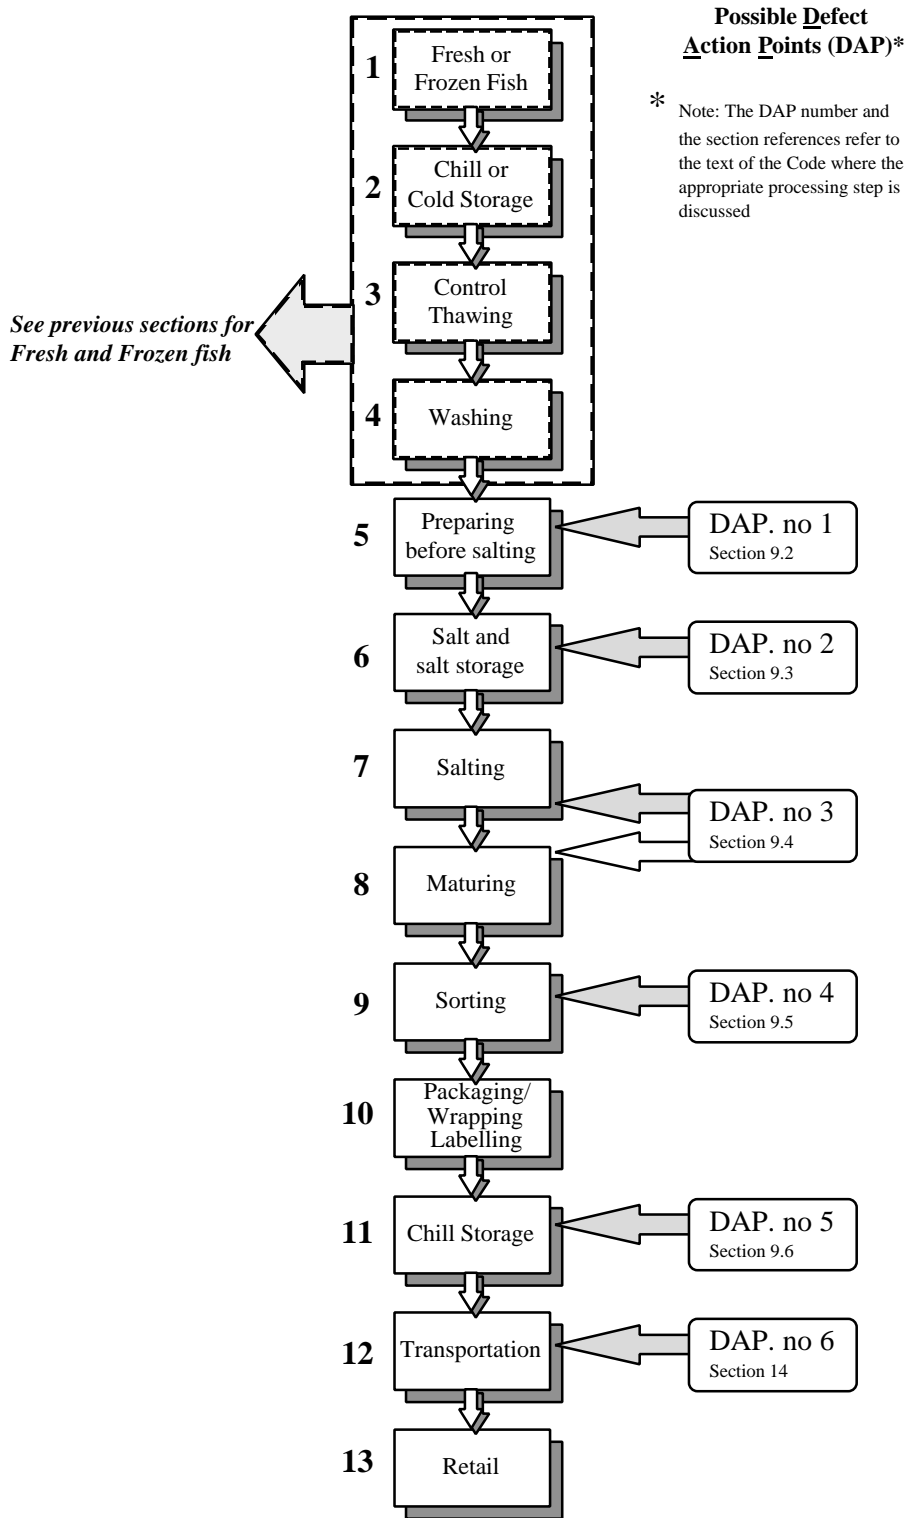 Possible Defect
Action Points (DAP)*
* Note: The DAP number and
the section references refer to
the text of the Code where the
appropriate processing step is
discussed
1
Fresh or
Frozen Fish
2
Chill or
Cold Storage
3
Control
Thawing
See previous sections for
Fresh and Frozen fish
4
Washing
5
Preparing
before salting
DAP. no 1
Section 9.2
6
Salt and
salt storage
DAP. no 2
Section 9.3
7
Salting
DAP. no 3
Section 9.4
8
Maturing
9
Sorting
DAP. no 4
Section 9.5
10
Packaging/
Wrapping
Labelling
11
Chill Storage
DAP. no 5
Section 9.6
12
Transportation
DAP. no 6
Section 14
13
Retail